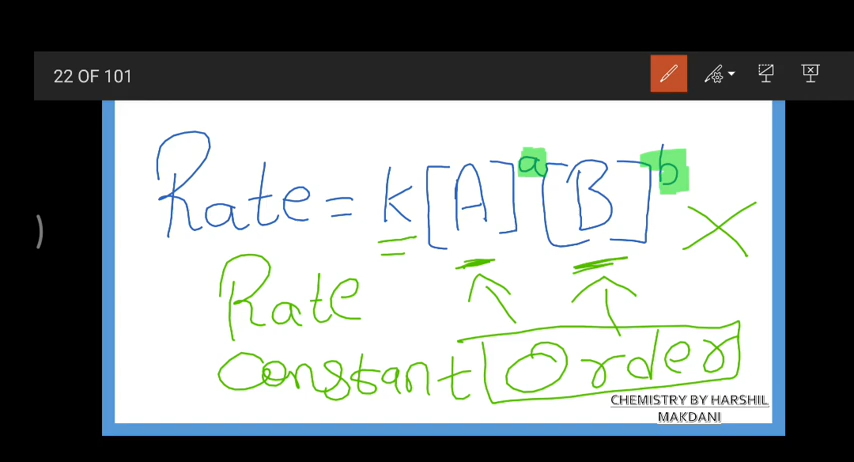 22 OF 101
Rate = k[A]ᵃ[B]ᵇ
Rate
constant Order
CHEMISTRY BY HARSHIL
MAKDANI